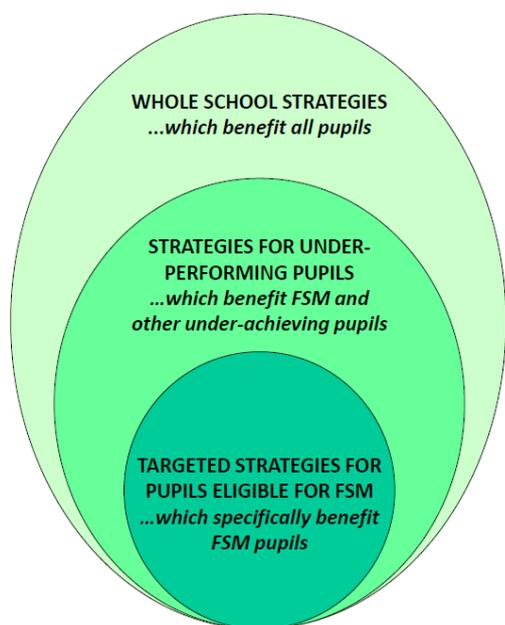 WHOLE SCHOOL STRATEGIES
...which benefit all pupils
STRATEGIES FOR UNDER-
PERFORMING PUPILS
...which benefit FSM and
other under-achieving pupils
TARGETED STRATEGIES FOR
PUPILS ELIGIBLE FOR FSM
...which specifically benefit
FSM pupils